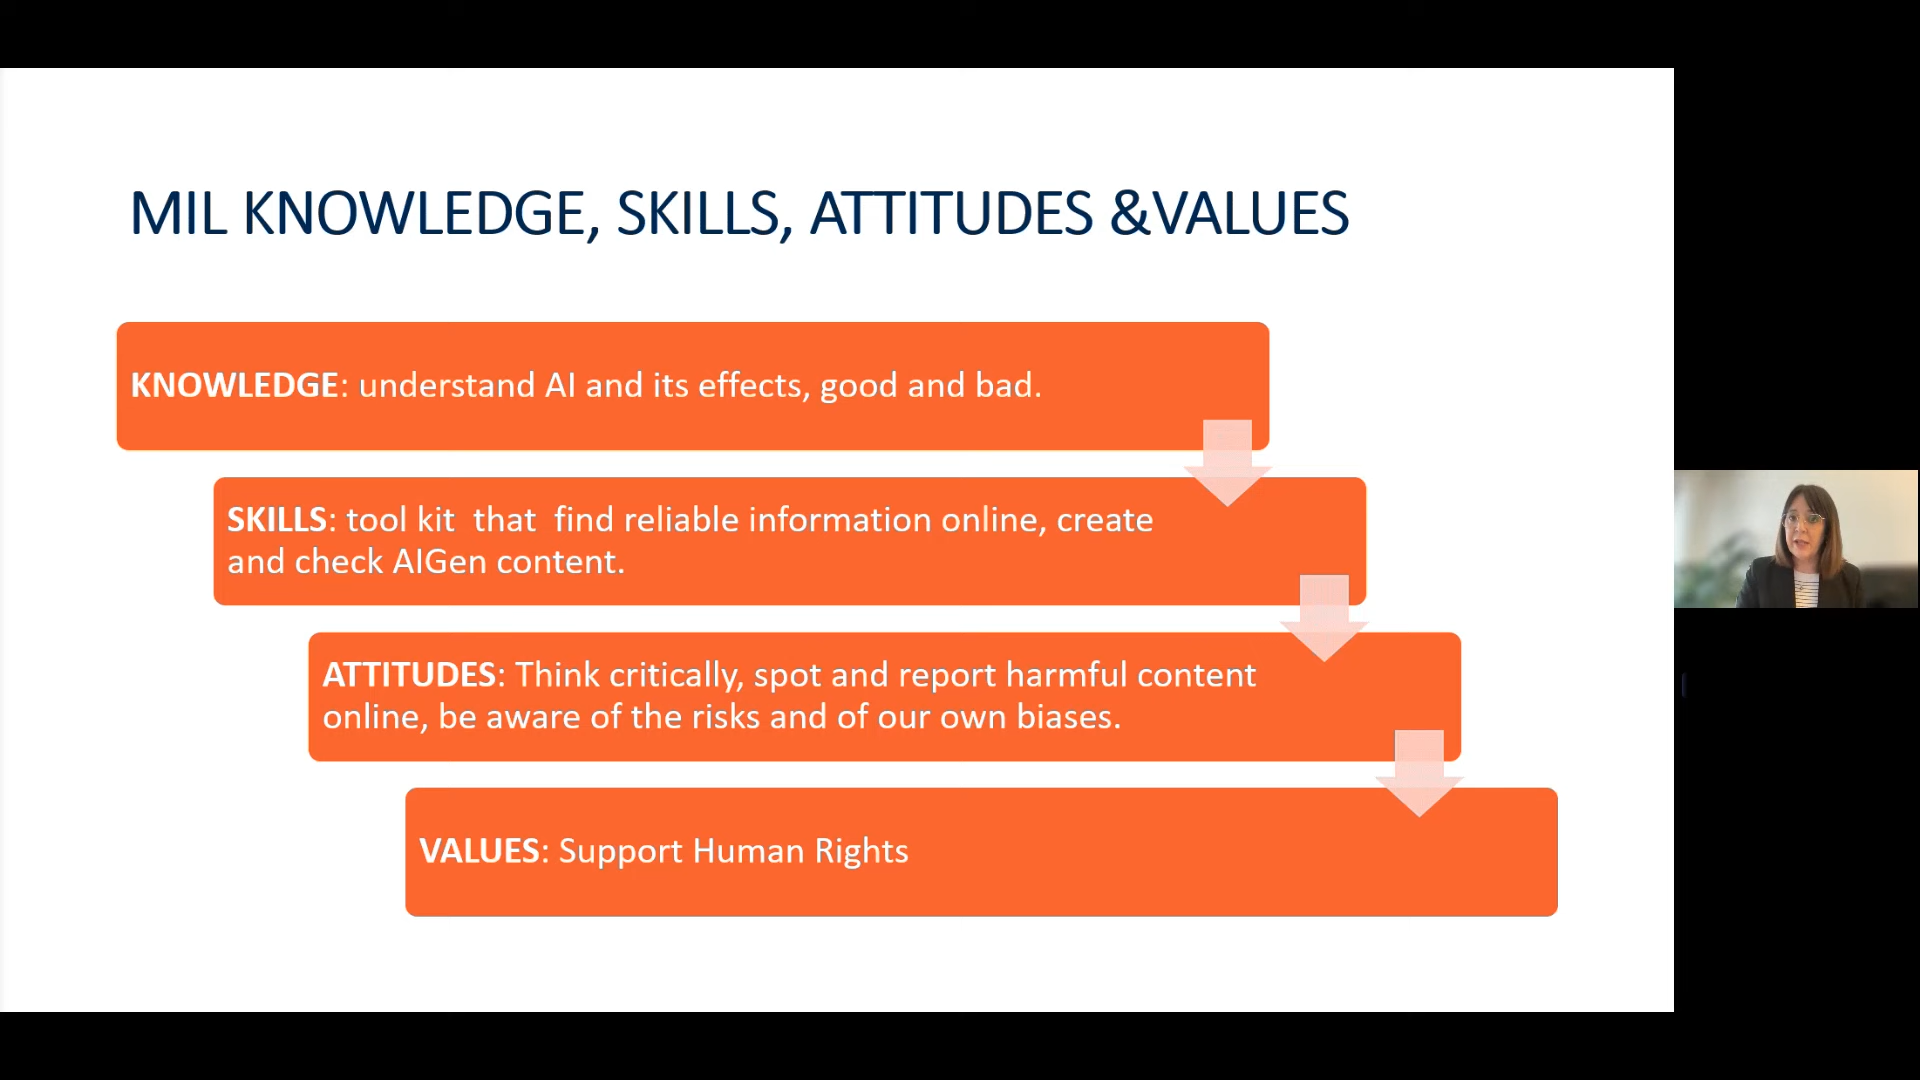 MIL KNOWLEDGE, SKILLS, ATTITUDES &VALUES
KNOWLEDGE: understand AI and its effects, good and bad.
SKILLS: tool kit  that  find reliable information online, create
and check AIGen content.
ATTITUDES: Think critically, spot and report harmful content
online, be aware of the risks and of our own biases.
VALUES: Support Human Rights